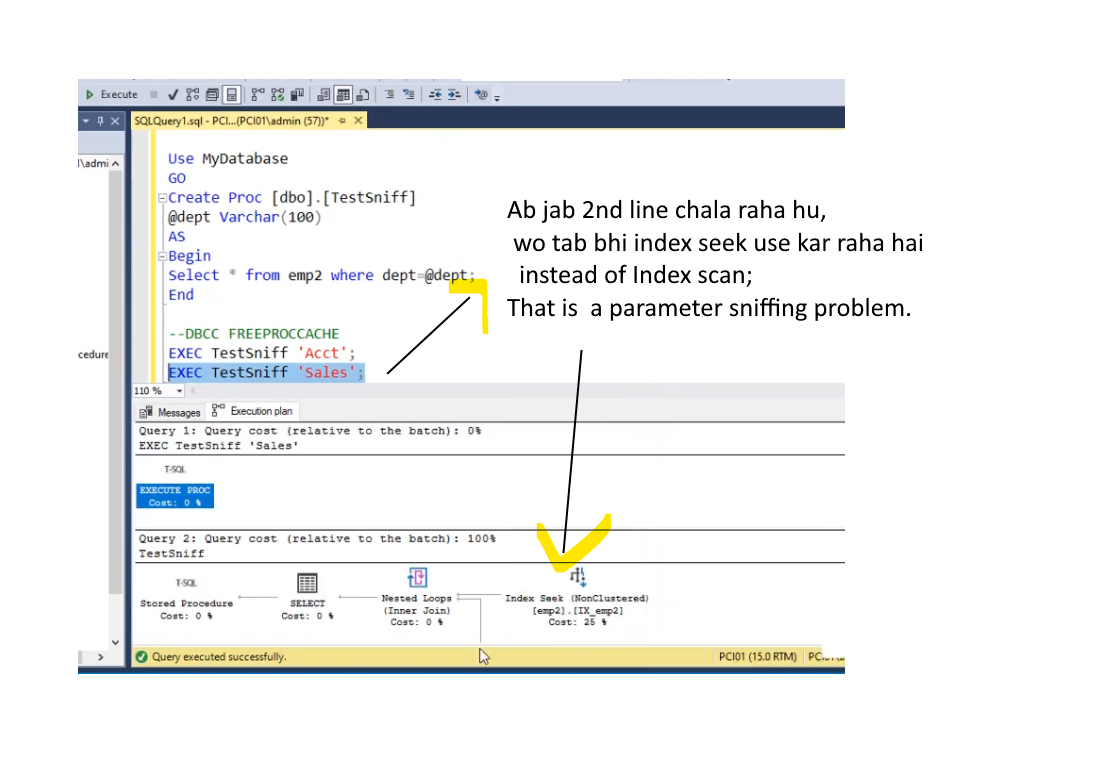 Execute
SQLQuery1.sql - PCI...(PCI01\admin (57))*
l\admi
Use MyDatabase
GO
Create Proc [dbo].[TestSniff]
@dept Varchar(100)
AS
Begin
Select * from emp2 where dept=@dept;
End
--DBCC FREEPROCCACHE
EXEC TestSniff 'Acct';
EXEC TestSniff 'Sales';
cedure
Ab jab 2nd line chala raha hu,
wo tab bhi index seek use kar raha hai
instead of Index scan;
That is a parameter sniffing problem.
110 %
Messages Execution plan
Query 1: Query cost (relative to the batch): 0%
EXEC TestSniff 'Sales'
T-SQL
EXECUTE PROC
Cost: 0 %
Query 2: Query cost (relative to the batch): 100%
TestSniff
T-SQL
Stored Procedure
Cost: 0 %
SELECT
Cost: 0 %
Nested Loops
(Inner Join)
Cost: 0 %
Index Seek (NonClustered)
[emp2].[IX_emp2]
Cost: 25 %
Query executed successfully.
PCI01 (15.0 RTM)